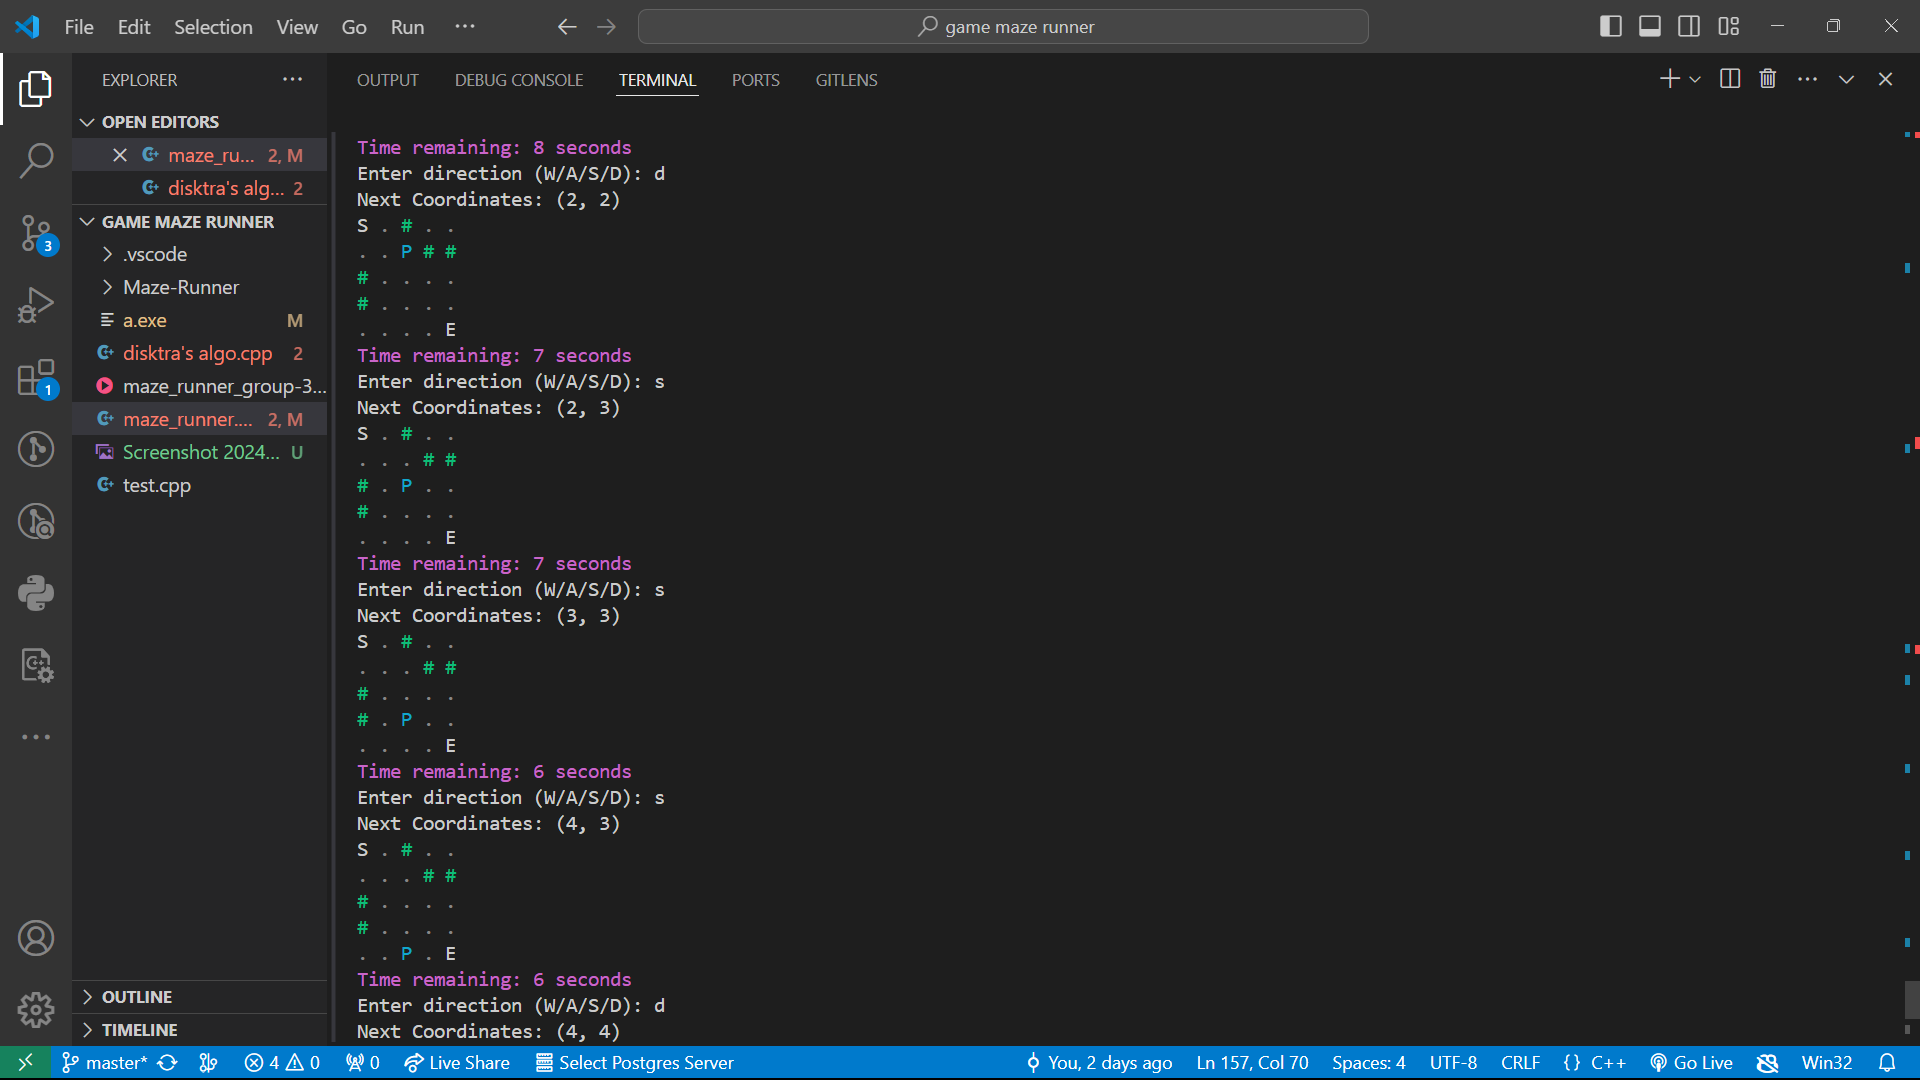 File Edit Selection View Go Run ··· game maze runner
EXPLORER ···
OPEN EDITORS
maze_ru... 2, M
disktra's alg... 2
GAME MAZE RUNNER
.vscode
Maze-Runner
a.exe M
disktra's algo.cpp 2
maze_runner_group-3...
maze_runner.... 2, M
Screenshot 2024... U
test.cpp
OUTLINE
TIMELINE
3
1
OUTPUT DEBUG CONSOLE TERMINAL PORTS GITLENS
Time remaining: 8 seconds
Enter direction (W/A/S/D): d
Next Coordinates: (2, 2)
S . # . .
. . P # #
# . . . .
# . . . .
. . . . E
Time remaining: 7 seconds
Enter direction (W/A/S/D): s
Next Coordinates: (2, 3)
S . # . .
. . . # #
# . P . .
# . . . .
. . . . E
Time remaining: 7 seconds
Enter direction (W/A/S/D): s
Next Coordinates: (3, 3)
S . # . .
. . . # #
# . . . .
# . P . .
. . . . E
Time remaining: 6 seconds
Enter direction (W/A/S/D): s
Next Coordinates: (4, 3)
S . # . .
. . . # #
# . . . .
# . . . .
. . P . E
Time remaining: 6 seconds
Enter direction (W/A/S/D): d
Next Coordinates: (4, 4)
master* 4 0 0 Live Share Select Postgres Server You, 2 days ago Ln 157, Col 70 Spaces: 4 UTF-8 CRLF {} C++ Go Live Win32